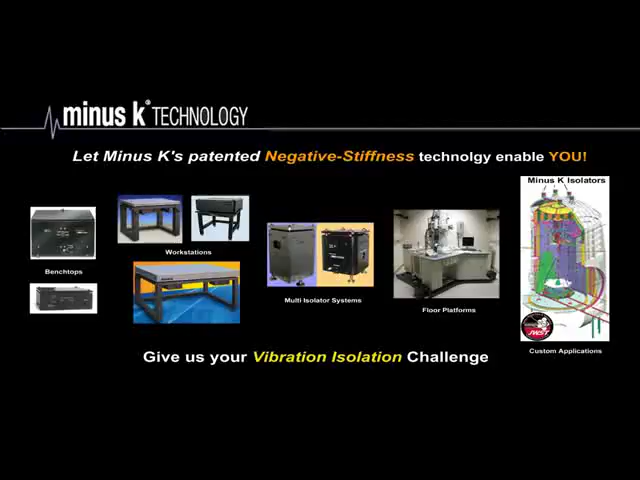 minus k® TECHNOLOGY
Let Minus K's patented Negative-Stiffness technolgy enable YOU!
Minus K Isolators
Benchtops
Workstations
Multi Isolator Systems
Floor Platforms
JWST
Custom Applications
Give us your Vibration Isolation Challenge